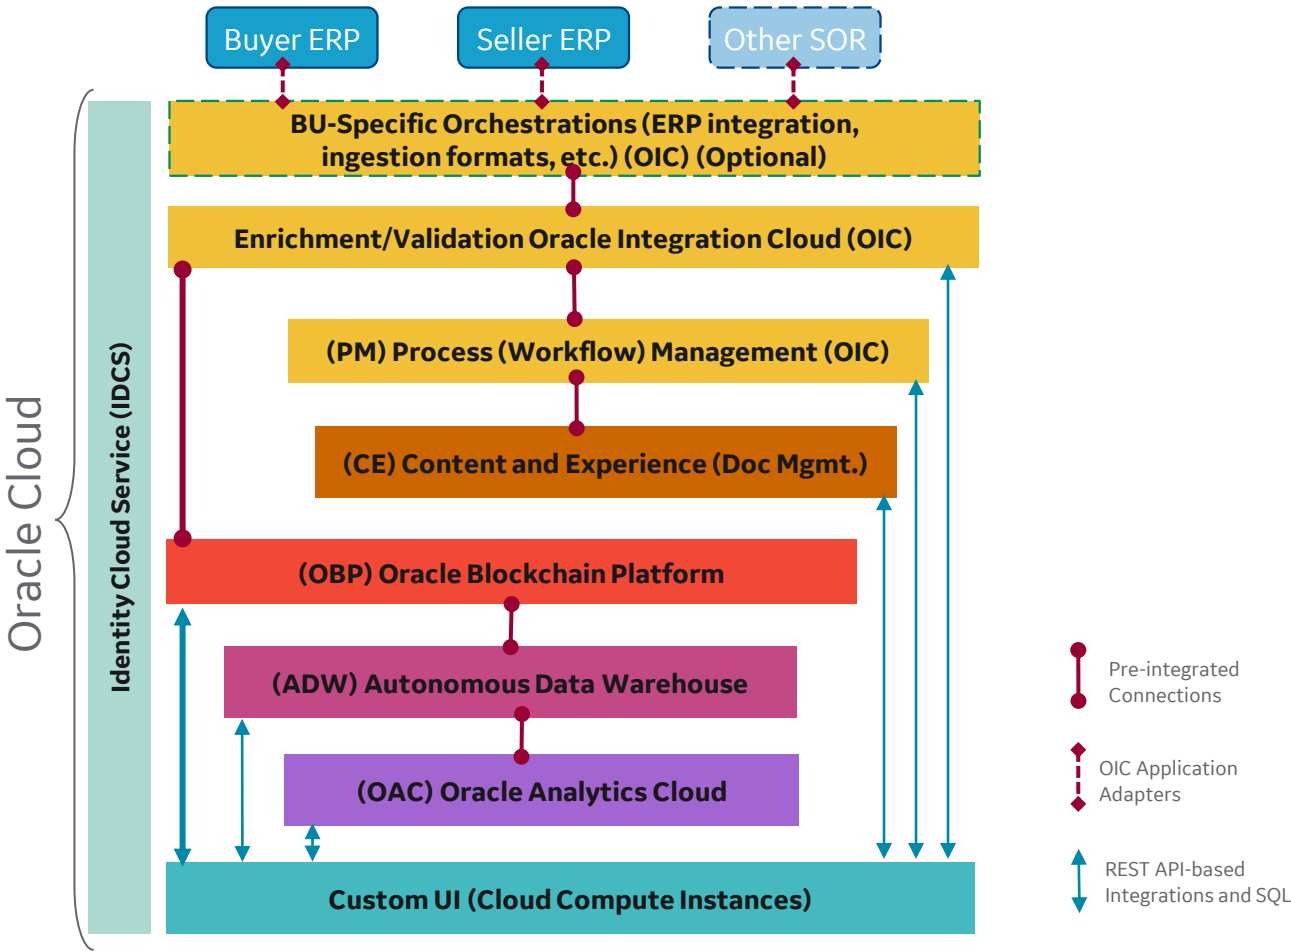 Buyer ERP
Seller ERP
Other SOR
Oracle Cloud
Identity Cloud Service (IDCS)
BU-Specific Orchestrations (ERP integration,
ingestion formats, etc.) (OIC) (Optional)
Enrichment/Validation Oracle Integration Cloud (OIC)
(PM) Process (Workflow) Management (OIC)
(CE) Content and Experience (Doc Mgmt.)
(OBP) Oracle Blockchain Platform
(ADW) Autonomous Data Warehouse
(OAC) Oracle Analytics Cloud
Custom UI (Cloud Compute Instances)
Pre-integrated
Connections
OIC Application
Adapters
REST API-based
Integrations and SQL